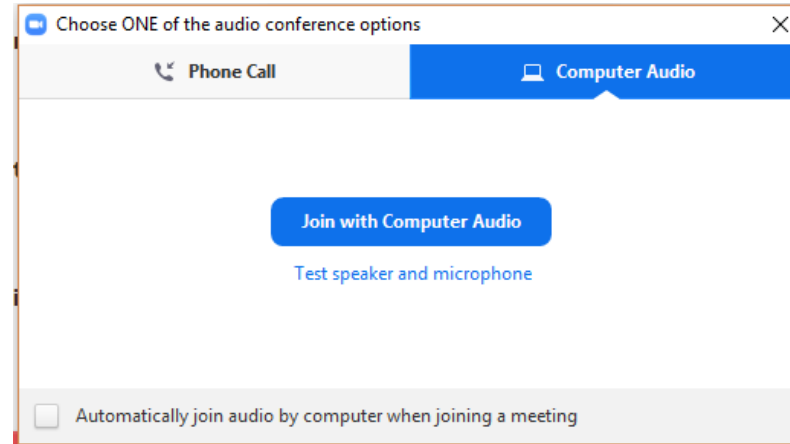 Choose ONE of the audio conference options
Phone Call
Computer Audio
Join with Computer Audio
Test speaker and microphone
Automatically join audio by computer when joining a meeting